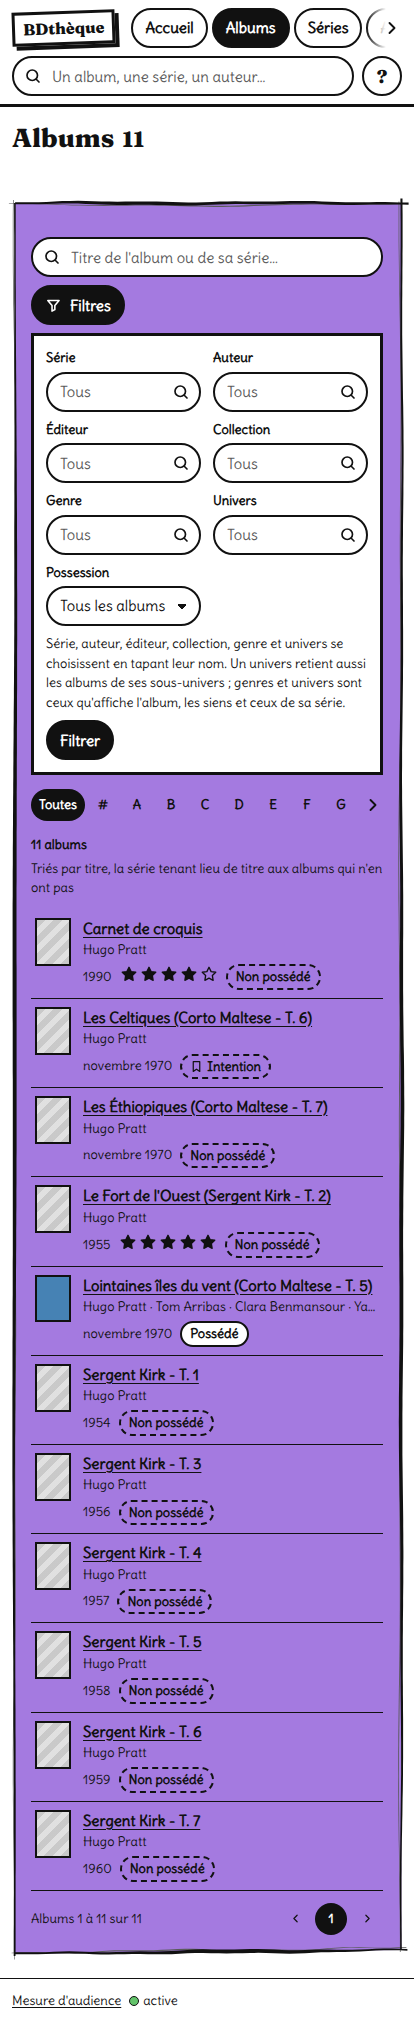 BDthèque
Accueil
Albums
Séries
Un album, une série, un auteur...
?
Albums 11
Titre de l'album ou de sa série...
Filtres
Série
Auteur
Tous
Tous
Éditeur
Collection
Tous
Tous
Genre
Univers
Tous
Tous
Possession
Tous les albums
Série, auteur, éditeur, collection, genre et univers se
choisissent en tapant leur nom. Un univers retient aussi
les albums de ses sous-univers ; genres et univers sont
ceux qu'affiche l'album, les siens et ceux de sa série.
Filtrer
Toutes # A B C D E F G
11 albums
Triés par titre, la série tenant lieu de titre aux albums qui n'en
ont pas
Carnet de croquis
Hugo Pratt
1990 Non possédé
Les Celtiques (Corto Maltese - T. 6)
Hugo Pratt
novembre 1970 Intention
Les Éthiopiques (Corto Maltese - T. 7)
Hugo Pratt
novembre 1970 Non possédé
Le Fort de l'Ouest (Sergent Kirk - T. 2)
Hugo Pratt
1955 Non possédé
Lointaines îles du vent (Corto Maltese - T. 5)
Hugo Pratt · Tom Arribas · Clara Benmansour · Ya...
novembre 1970 Possédé
Sergent Kirk - T. 1
Hugo Pratt
1954 Non possédé
Sergent Kirk - T. 3
Hugo Pratt
1956 Non possédé
Sergent Kirk - T. 4
Hugo Pratt
1957 Non possédé
Sergent Kirk - T. 5
Hugo Pratt
1958 Non possédé
Sergent Kirk - T. 6
Hugo Pratt
1959 Non possédé
Sergent Kirk - T. 7
Hugo Pratt
1960 Non possédé
Albums 1 à 11 sur 11
1
Mesure d'audience active